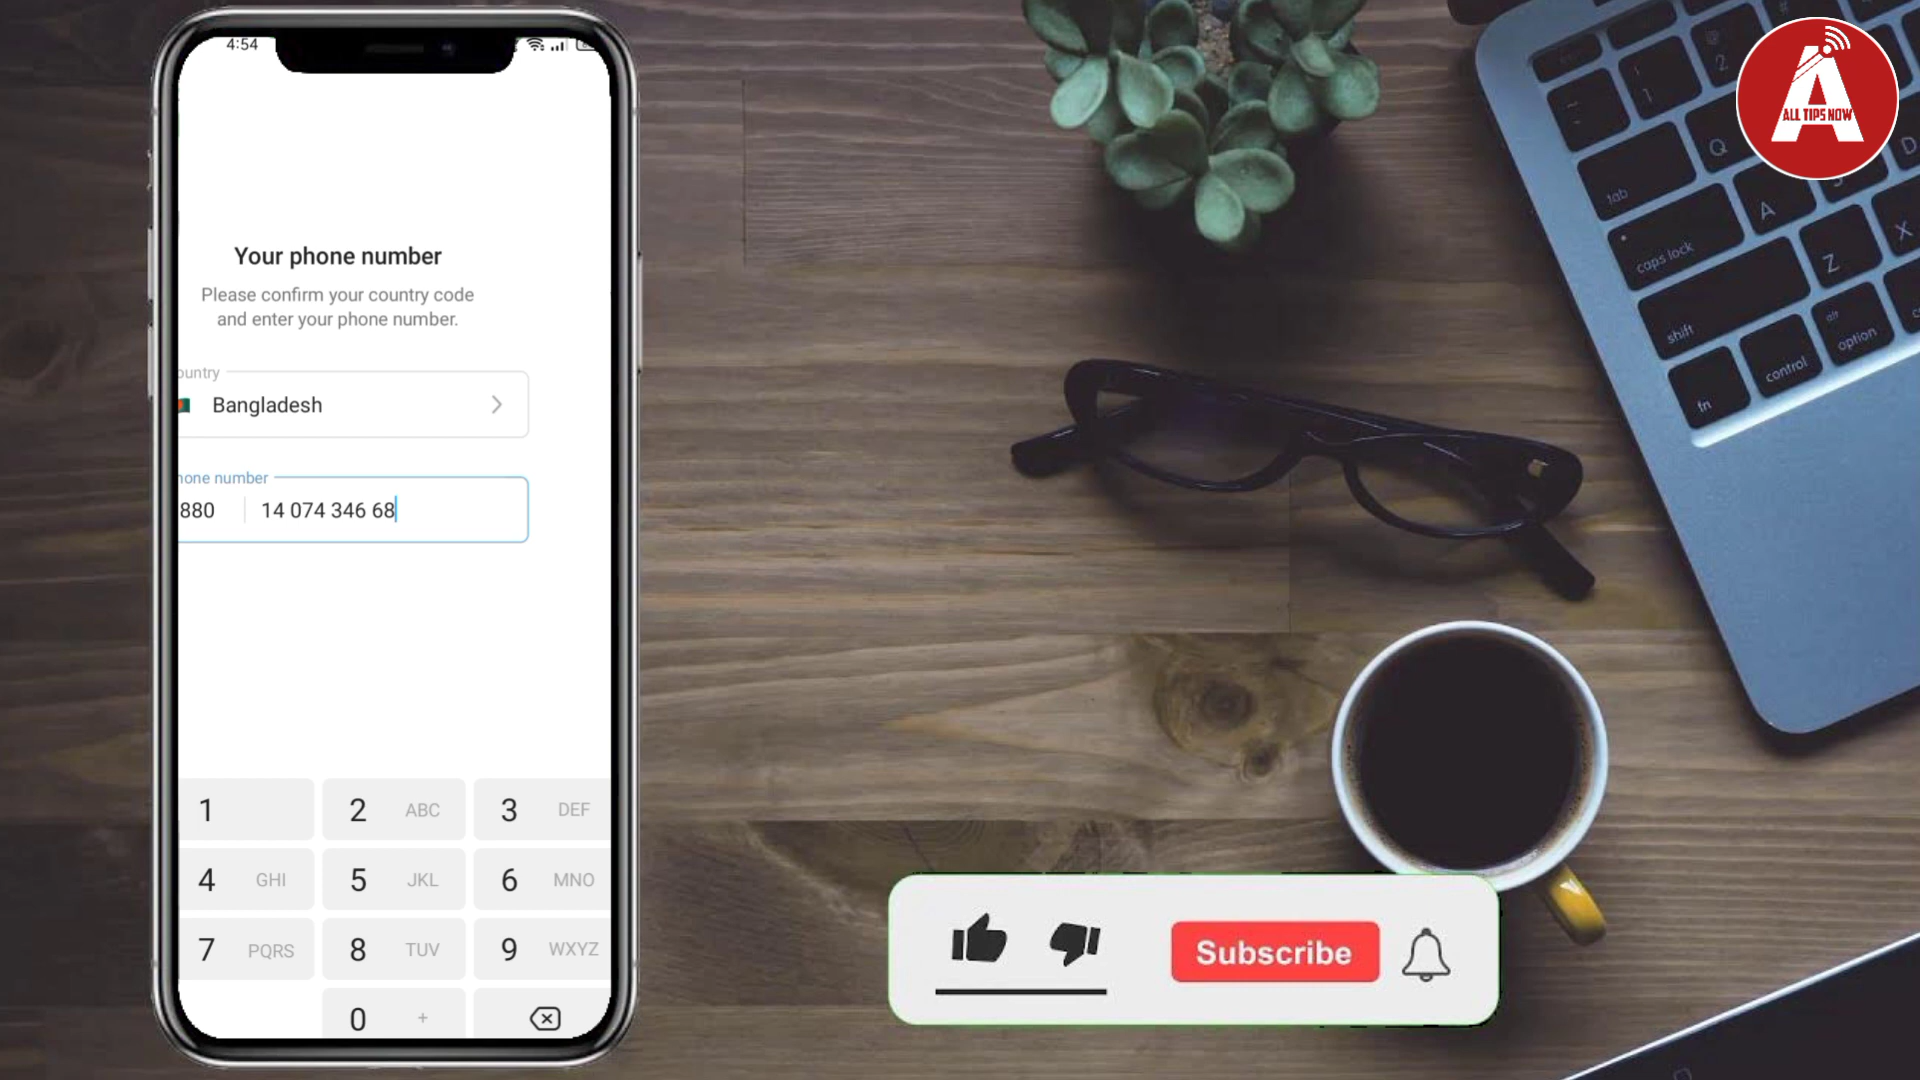 4:54
Your phone number
Please confirm your country code
and enter your phone number.
ountry
Bangladesh
hone number
880 14 074 346 68
1
2 ABC
3 DEF
4 GHI
5 JKL
6 MNO
7 PQRS
8 TUV
9 WXYZ
0 +
Subscribe
ALL TIPS NOW
1
2
tab
Q
caps lock
A
D
shift
Z
X
fn
control
alt
option